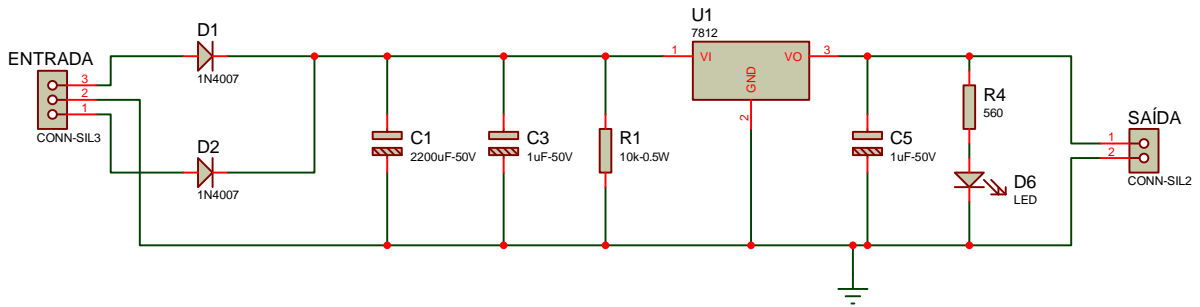 ENTRADA
3
2
1
CONN-SIL3
D1
1N4007
D2
1N4007
C1
2200uF-50V
C3
1uF-50V
R1
10k-0.5W
U1
7812
1
VI
VO
3
GND
2
C5
1uF-50V
R4
560
D6
LED
SAÍDA
1
2
CONN-SIL2